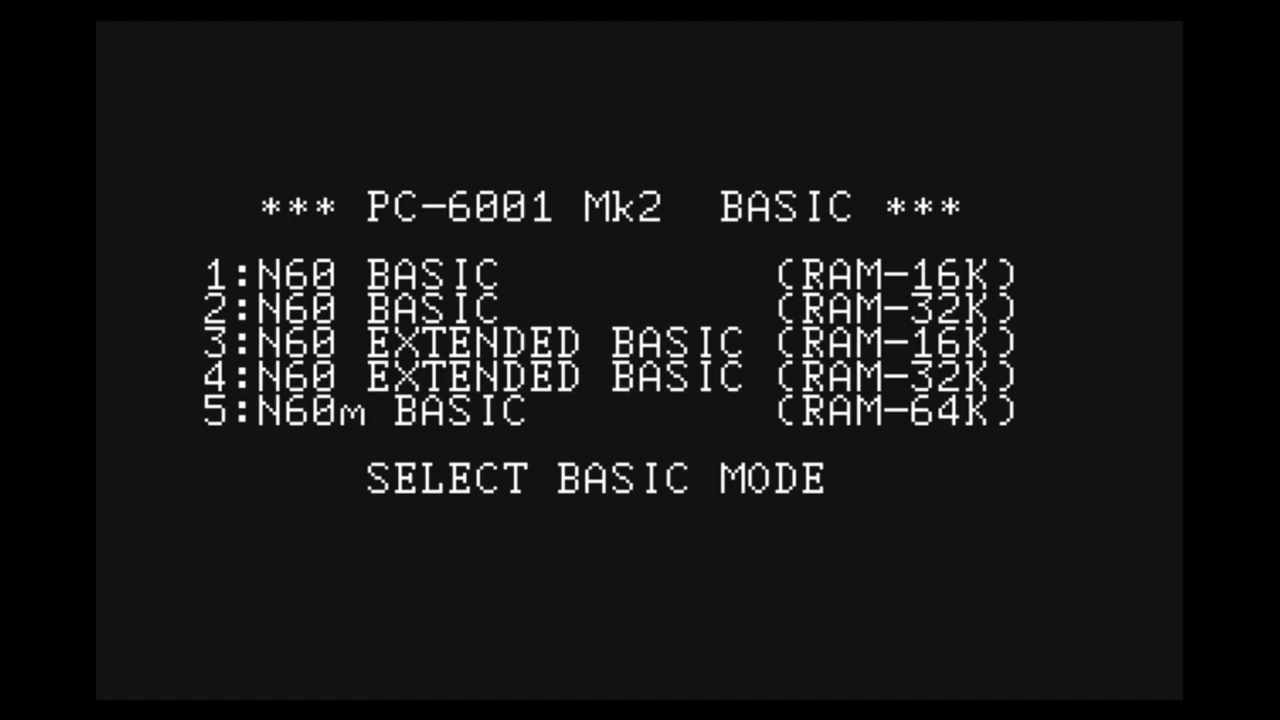 *** PC-6001 Mk2  BASIC ***
1:N60 BASIC (RAM-16K)
2:N60 BASIC (RAM-32K)
3:N60 EXTENDED BASIC (RAM-16K)
4:N60 EXTENDED BASIC (RAM-32K)
5:N60m BASIC (RAM-64K)
SELECT BASIC MODE